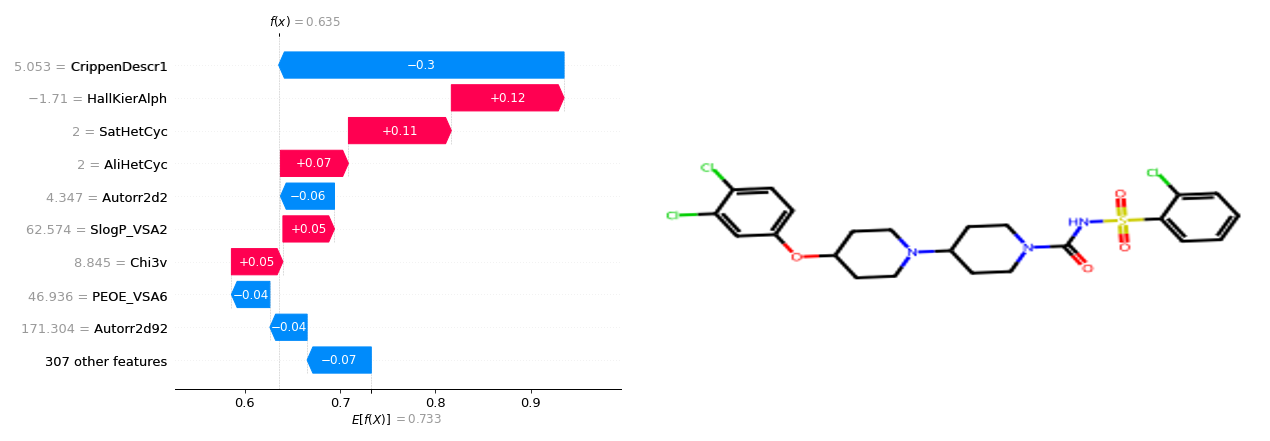 f(x) = 0.635
5.053 = CrippenDescr1
−0.3
−1.71 = HallKierAlph
+0.12
2 = SatHetCyc
+0.11
2 = AliHetCyc
+0.07
4.347 = Autorr2d2
−0.06
62.574 = SlogP_VSA2
+0.05
8.845 = Chi3v
+0.05
46.936 = PEOE_VSA6
−0.04
171.304 = Autorr2d92
−0.04
307 other features
−0.07
0.6 0.7 0.8 0.9
E[f(X)] = 0.733
Cl
Cl
O
N
N
HN
O
O
S
O
Cl